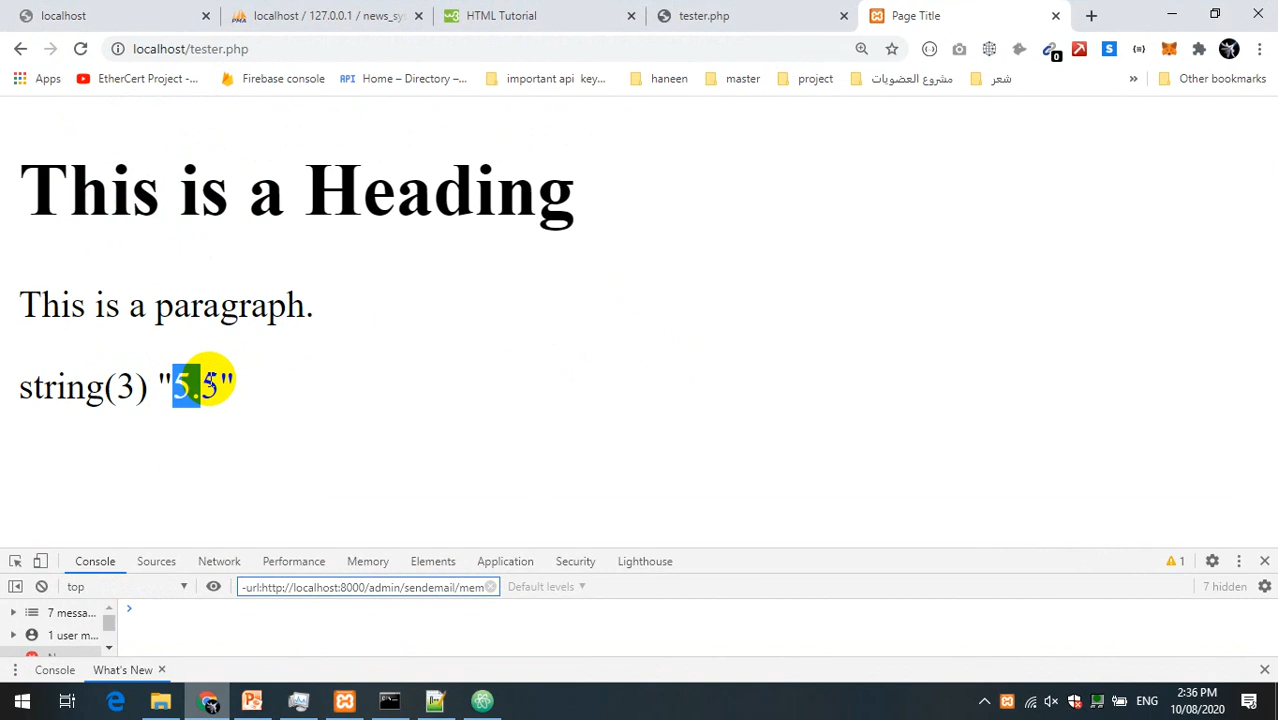 localhost
localhost / 127.0.0.1 / news_sy
HTML Tutorial
tester.php
Page Title
localhost/tester.php
Apps
EtherCert Project -...
Firebase console
API Home – Directory –...
important api key...
haneen
master
project
مشروع العضويات
شعر
»
Other bookmarks
This is a Heading
This is a paragraph.
string(3) "5.5"
Console Sources Network Performance Memory Elements Application Security Lighthouse
1
top
-url:http://localhost:8000/admin/sendemail/mem
Default levels
7 hidden
7 messa...
1 user m...
Console What's New
ENG
2:36 PM
10/08/2020